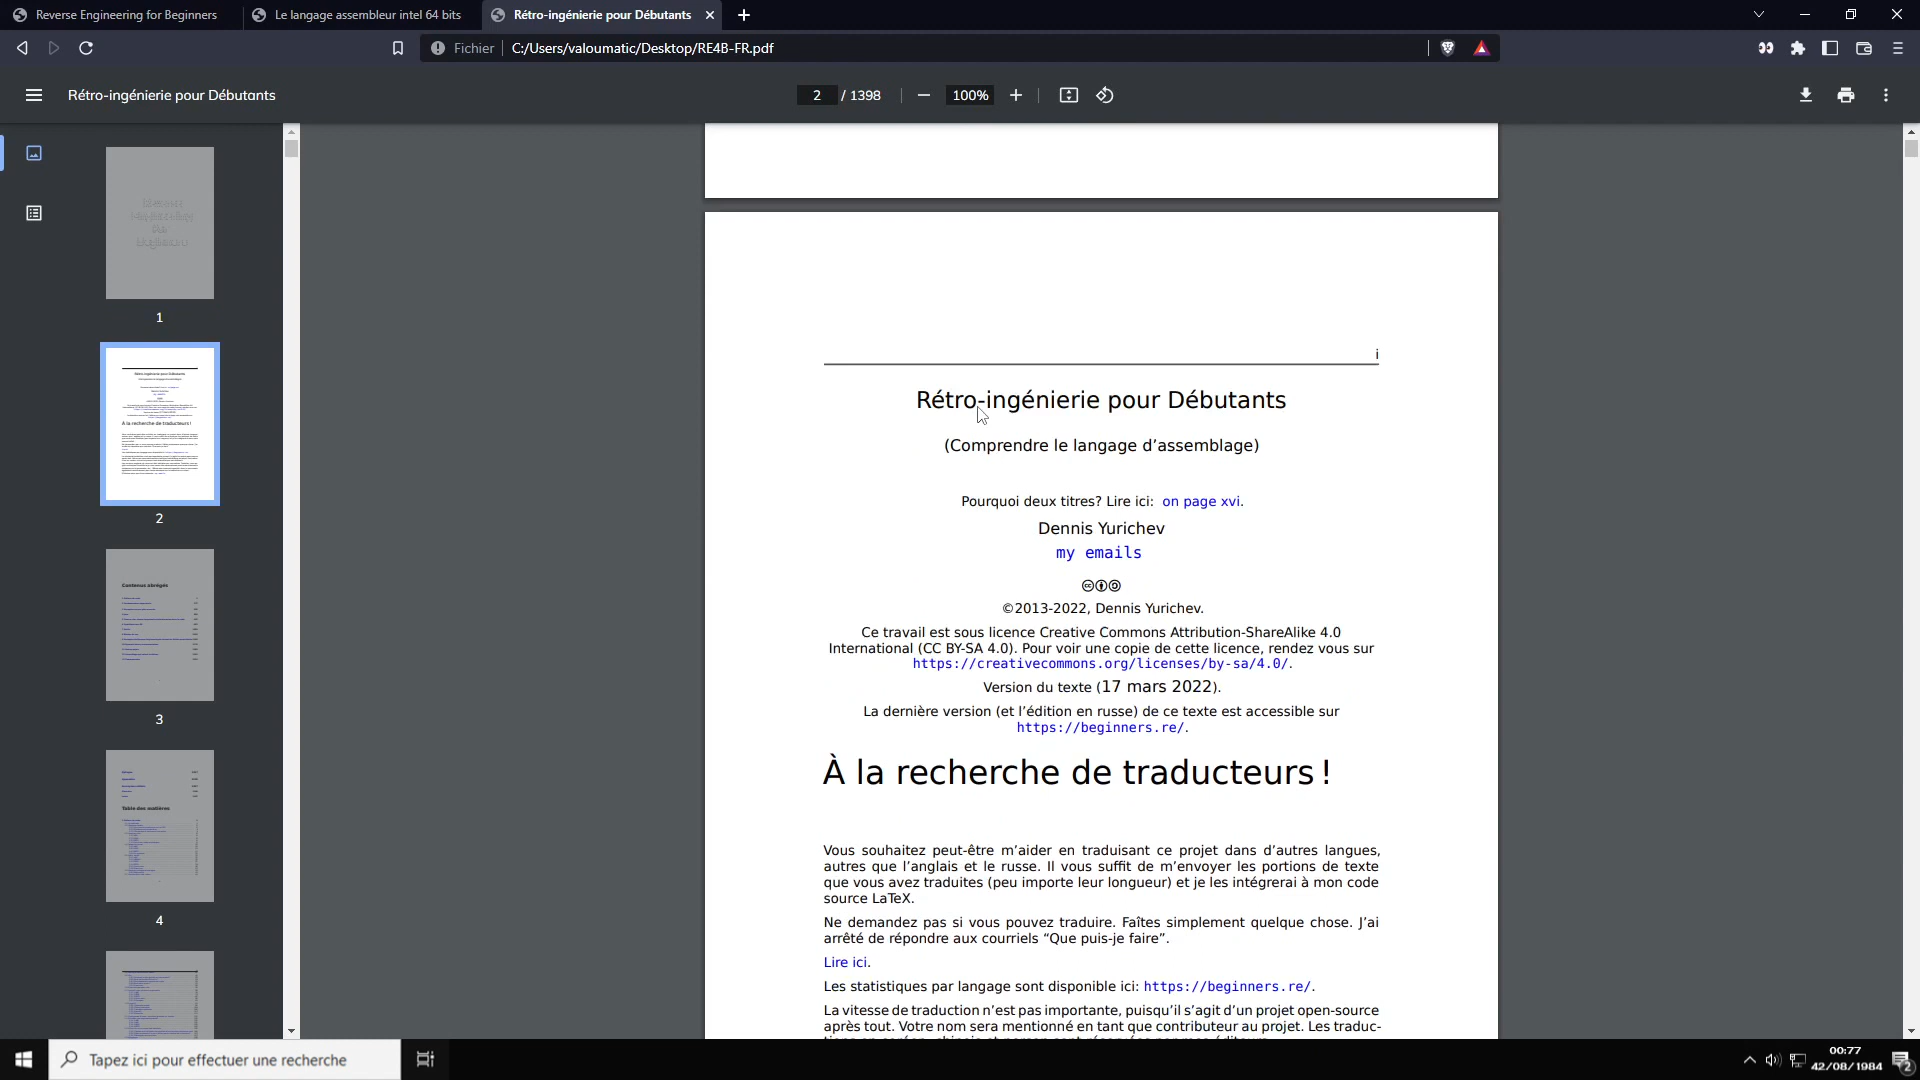 Reverse Engineering for Beginners
Le langage assembleur intel 64 bits
Rétro-ingénierie pour Débutants
Fichier
C:/Users/valoumatic/Desktop/RE4B-FR.pdf
Rétro-ingénierie pour Débutants
2 / 1398
100%
1
2
3
4
Contenus abrégés
Table des matières
i
Rétro-ingénierie pour Débutants
(Comprendre le langage d’assemblage)
Pourquoi deux titres? Lire ici: on page xvi.
Dennis Yurichev
my emails
©2013-2022, Dennis Yurichev.
Ce travail est sous licence Creative Commons Attribution-ShareAlike 4.0
International (CC BY-SA 4.0). Pour voir une copie de cette licence, rendez vous sur
https://creativecommons.org/licenses/by-sa/4.0/.
Version du texte (17 mars 2022).
La dernière version (et l’édition en russe) de ce texte est accessible sur
https://beginners.re/.
À la recherche de traducteurs !
Vous souhaitez peut-être m’aider en traduisant ce projet dans d’autres langues,
autres que l’anglais et le russe. Il vous suffit de m’envoyer les portions de texte
que vous avez traduites (peu importe leur longueur) et je les intégrerai à mon code
source LaTeX.
Ne demandez pas si vous pouvez traduire. Faîtes simplement quelque chose. J’ai
arrêté de répondre aux courriels “Que puis-je faire”.
Lire ici.
Les statistiques par langage sont disponible ici: https://beginners.re/.
La vitesse de traduction n’est pas importante, puisqu’il s’agit d’un projet open-source
après tout. Votre nom sera mentionné en tant que contributeur au projet. Les traduc-
Tapez ici pour effectuer une recherche
00:77
42/08/1984
2